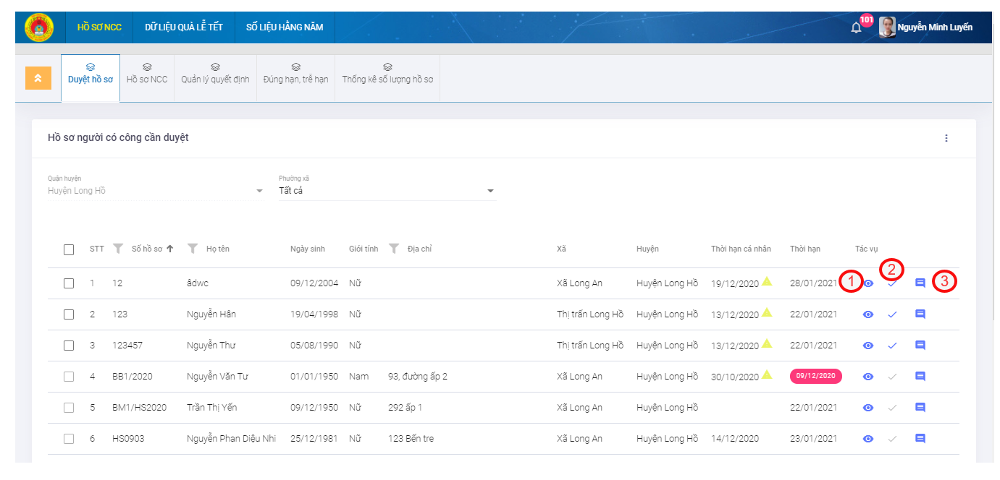 HỒ SƠ NCC DỮ LIỆU QUÀ LỄ TẾT SỐ LIỆU HẰNG NĂM 101 Nguyễn Minh Luyến
Duyệt hồ sơ Hồ sơ NCC Quản lý quyết định Đúng hạn, trễ hạn Thống kê số lượng hồ sơ
Hồ sơ người có công cần duyệt
Quận huyện Phường xã
Huyện Long Hồ Tất cả
STT Số hồ sơ Họ tên Ngày sinh Giới tính Địa chỉ Xã Huyện Thời hạn cá nhân Thời hạn Tác vụ
1 12 âdwc 09/12/2004 Nữ Xã Long An Huyện Long Hồ 19/12/2020 28/01/2021 1 2 3
2 123 Nguyễn Hân 19/04/1998 Nữ Thị trấn Long Hồ Huyện Long Hồ 13/12/2020 22/01/2021
3 123457 Nguyễn Thư 05/08/1990 Nữ Thị trấn Long Hồ Huyện Long Hồ 13/12/2020 22/01/2021
4 BB1/2020 Nguyễn Văn Tư 01/01/1950 Nam 93, đường ấp 2 Xã Long An Huyện Long Hồ 30/10/2020 09/12/2020
5 BM1/HS2020 Trần Thị Yến 09/12/1950 Nữ 292 ấp 1 Xã Long An Huyện Long Hồ 22/01/2021
6 HS0903 Nguyễn Phan Diệu Nhi 25/12/1981 Nữ 123 Bến tre Xã Long An Huyện Long Hồ 14/12/2020 23/01/2021